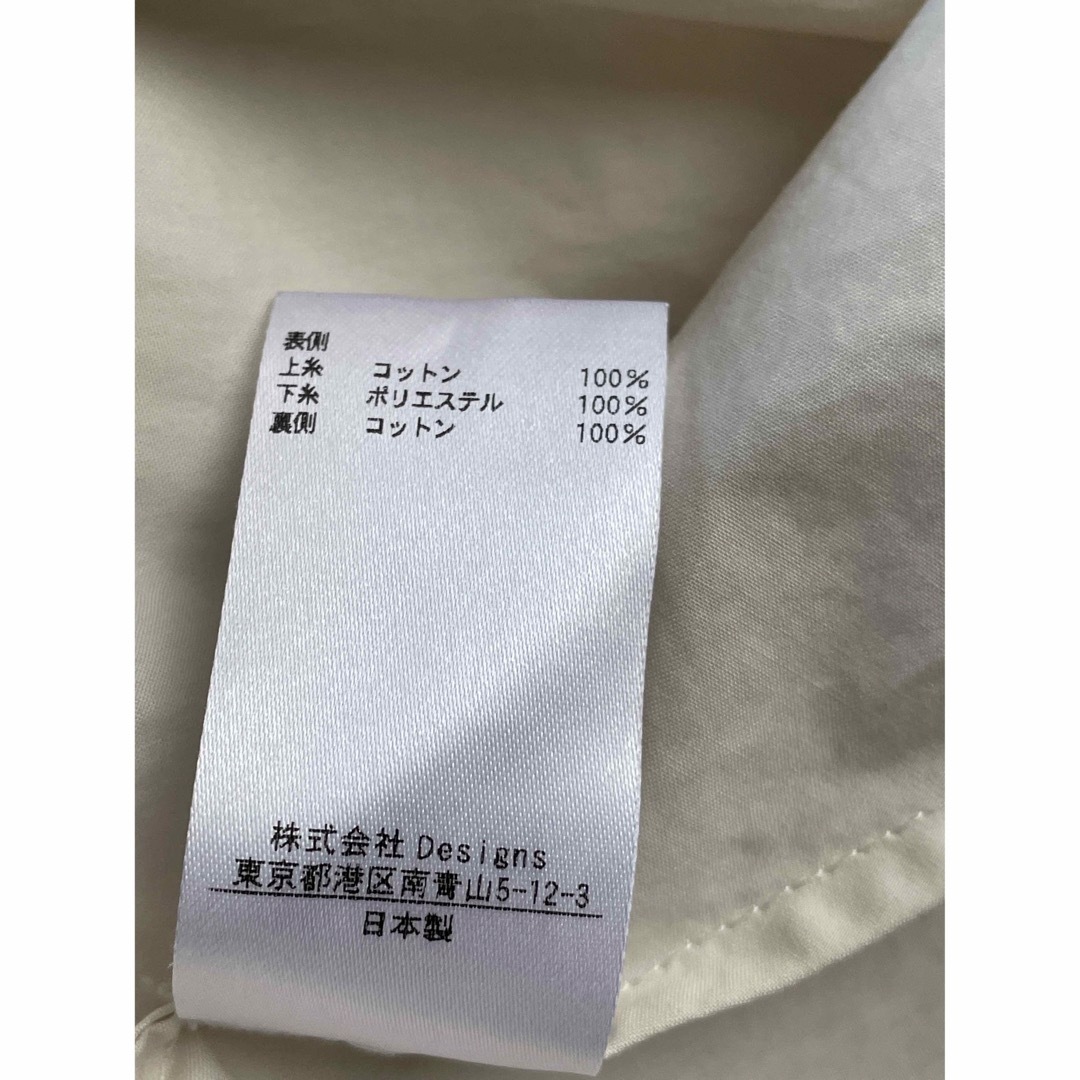 表側
上糸 コットン 100%
下糸 ポリエステル 100%
裏側 コットン 100%
株式会社 Designs
東京都港区南青山5-12-3
日本製